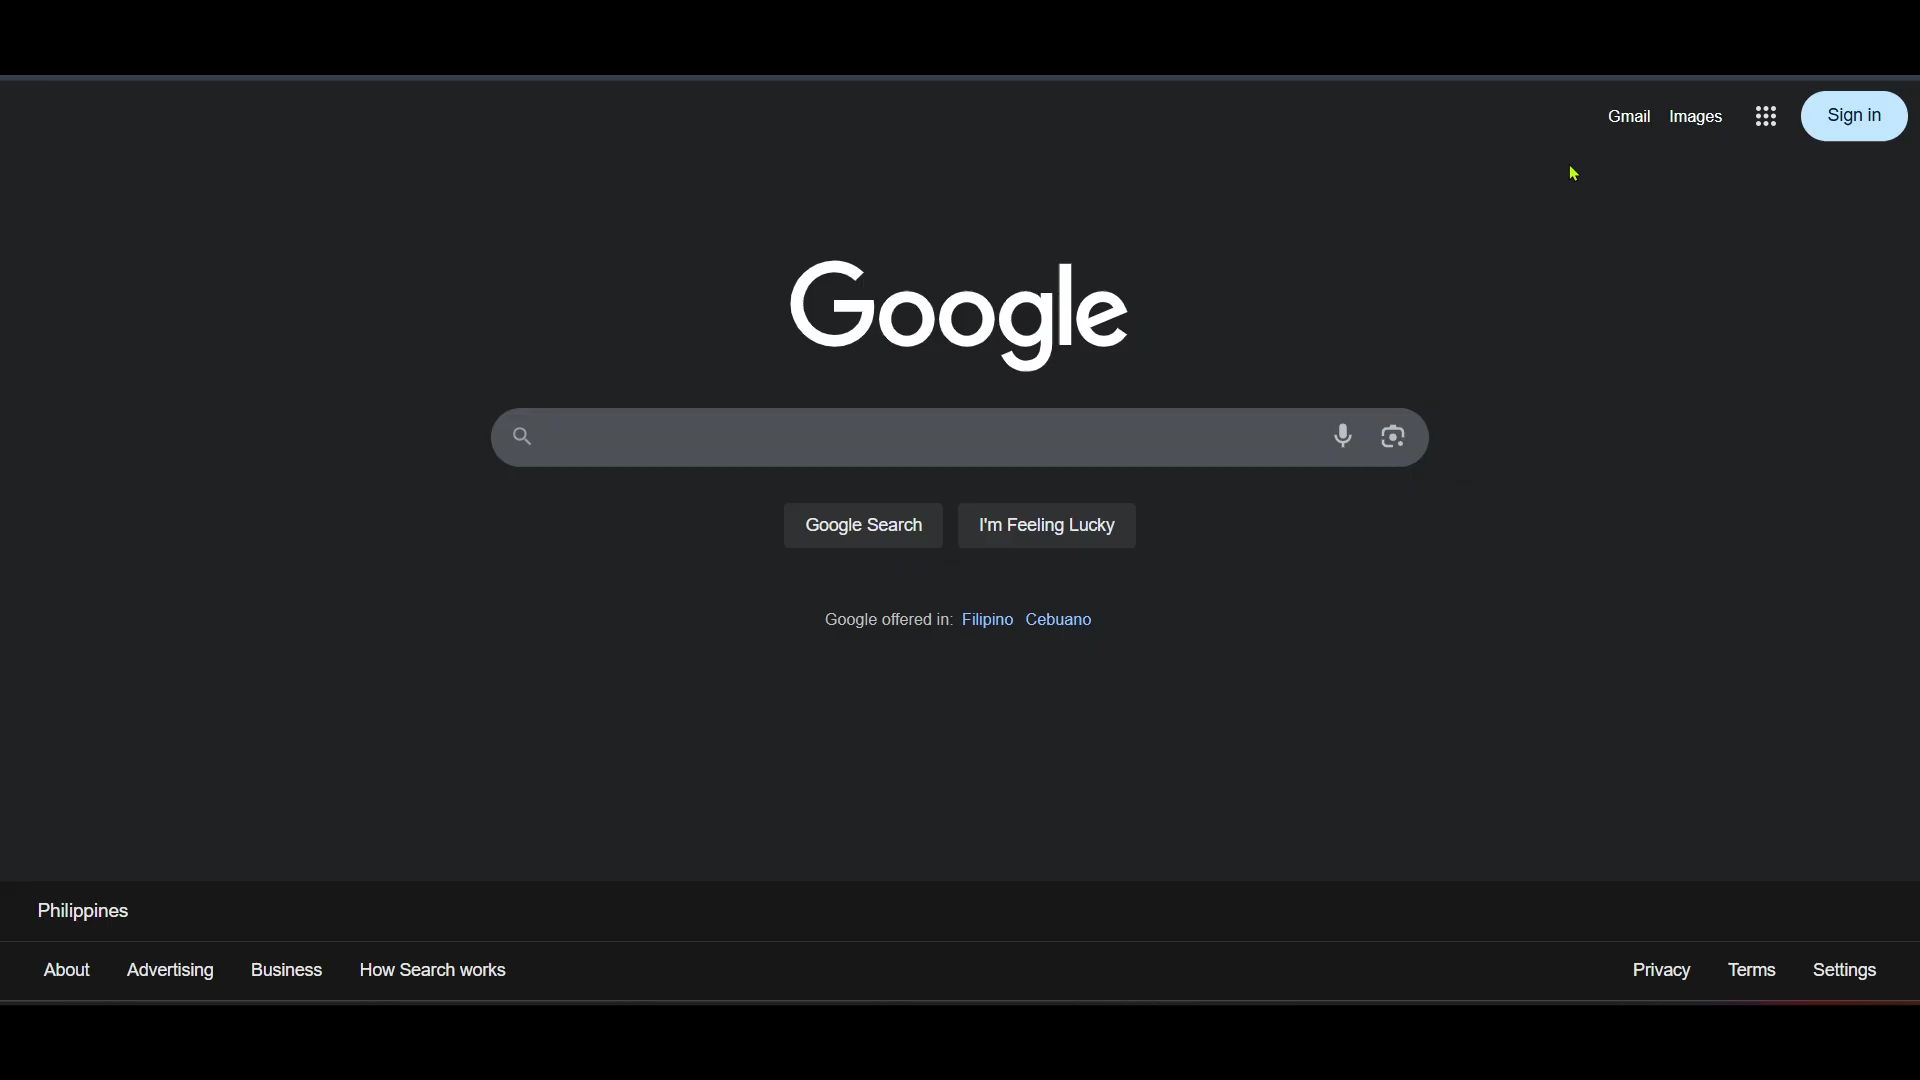 Gmail Images Sign in
Google
Google Search I'm Feeling Lucky
Google offered in: Filipino Cebuano
Philippines
About Advertising Business How Search works Privacy Terms Settings